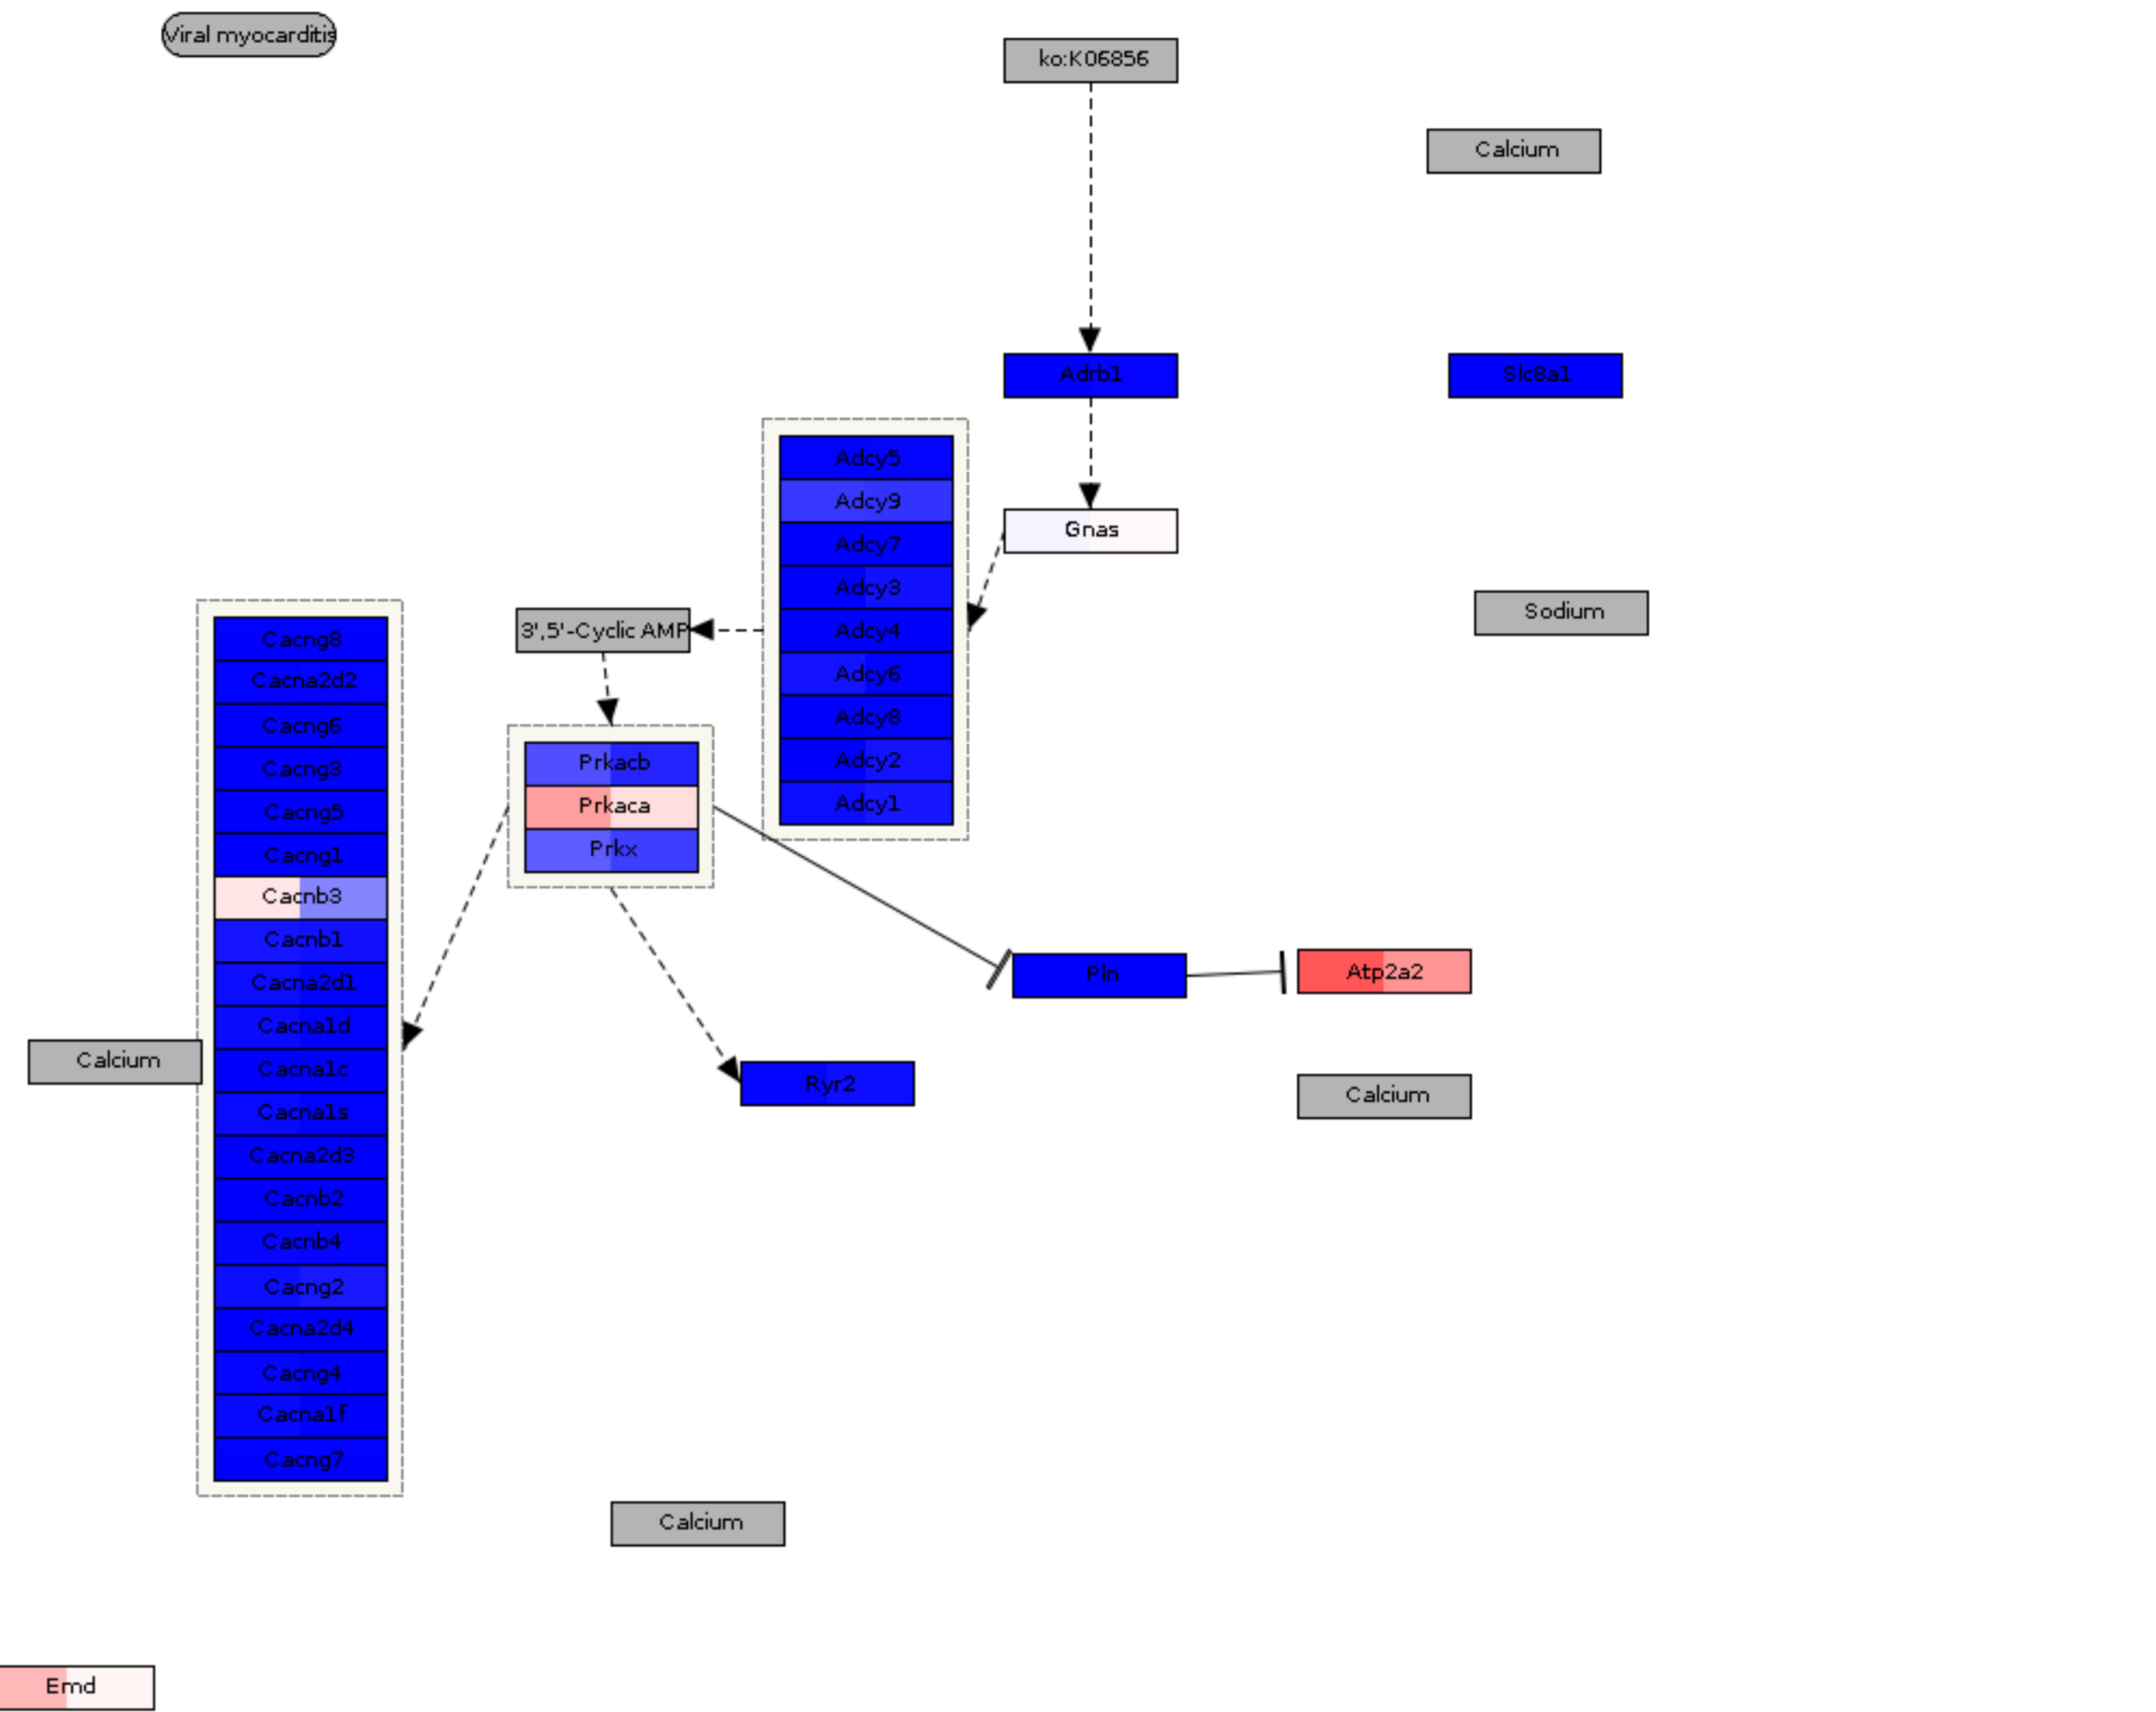 Viral myocarditis
ko:K06856
Calcium
Adrb1
Slc8a1
Adcy5
Adcy9
Adcy7
Adcy3
Adcy4
Adcy6
Adcy8
Adcy2
Adcy1
Gnas
Sodium
3',5'-Cyclic AMP
Prkacb
Prkaca
Prkx
Cacng8
Cacna2d2
Cacng6
Cacng3
Cacng5
Cacng1
Cacnb3
Cacnb1
Cacna2d1
Cacna1d
Cacna1c
Cacna1s
Cacna2d3
Cacnb2
Cacnb4
Cacng2
Cacna2d4
Cacng4
Cacna1f
Cacng7
Calcium
Pln
Atp2a2
Ryr2
Calcium
Calcium
Emd